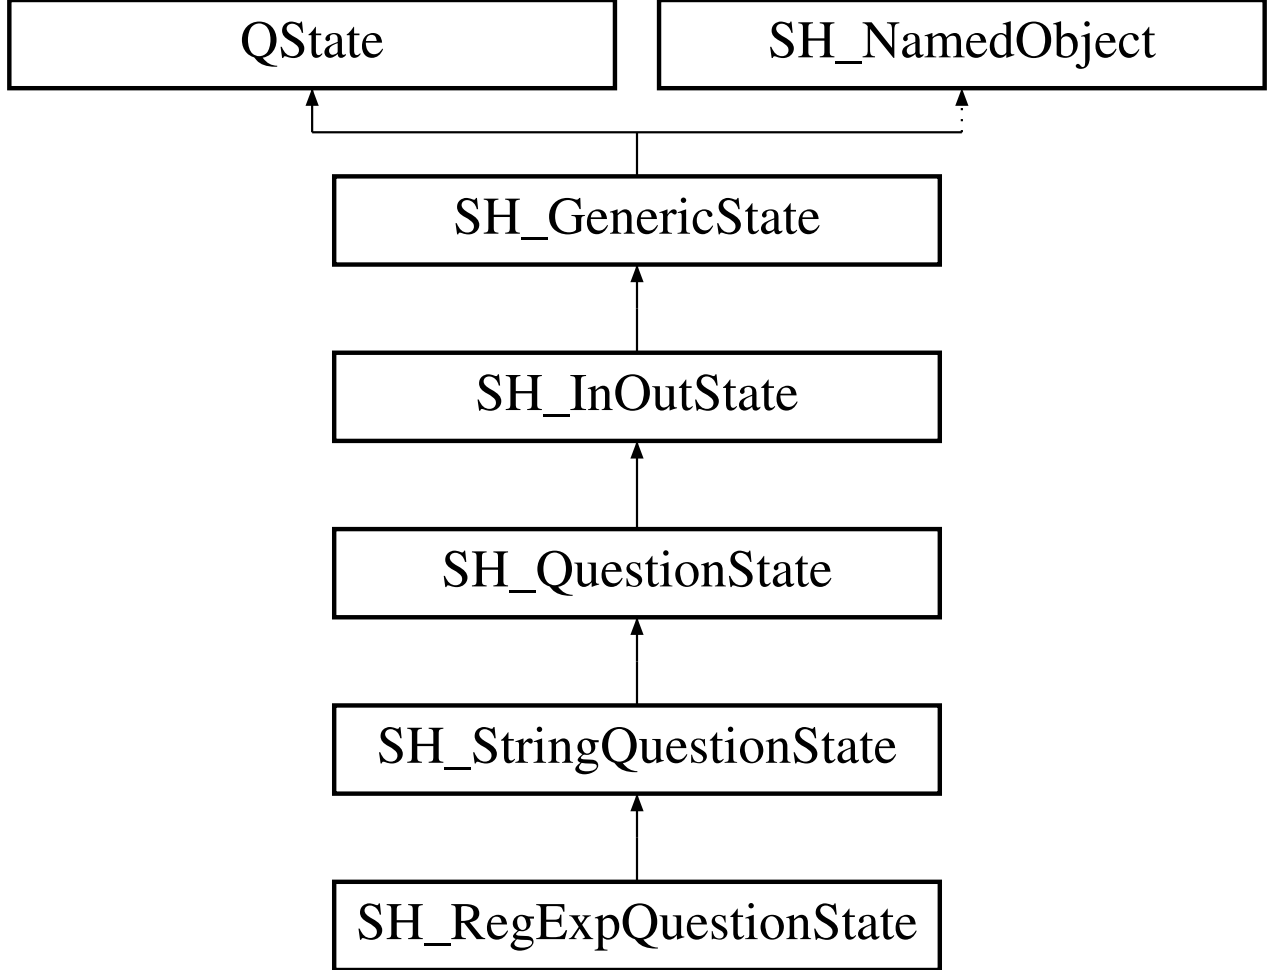 QState
SH_NamedObject
SH_GenericState
SH_InOutState
SH_QuestionState
SH_StringQuestionState
SH_RegExpQuestionState